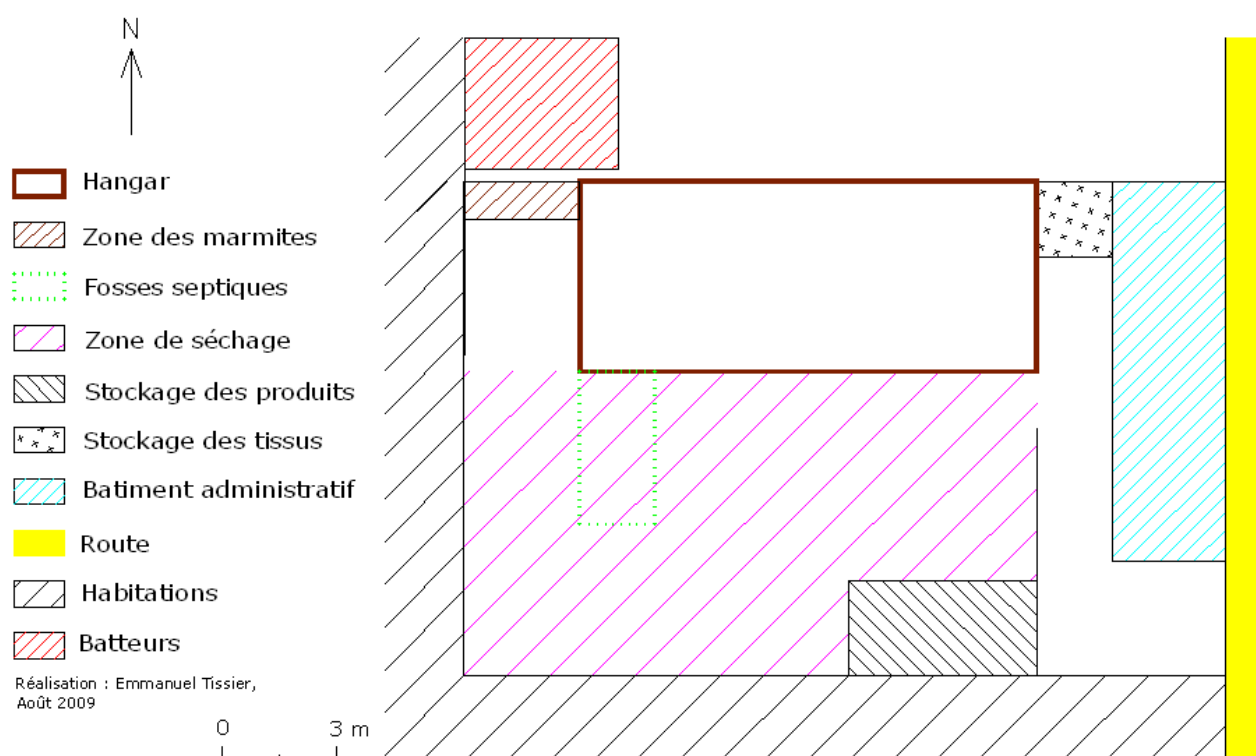 N
Hangar
Zone des marmites
Fosses septiques
Zone de séchage
Stockage des produits
Stockage des tissus
Batiment administratif
Route
Habitations
Batteurs
Réalisation : Emmanuel Tissier,
Août 2009
0 3 m